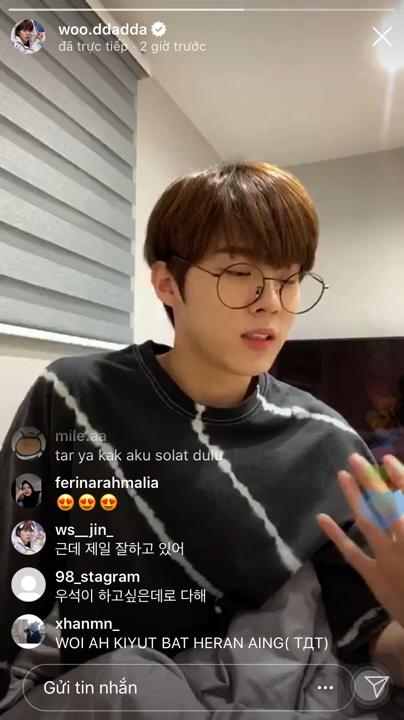 woo.ddadda
đã trực tiếp · 2 giờ trước
mile.aa
tar ya kak aku solat dulu
ferinarahmalia
😍😍😍
ws__jin_
근데 제일 잘하고 있어
98_stagram
우석이 하고싶은데로 다해
xhanmn_
WOI AH KIYUT BAT HERAN AING( TДT)
Gửi tin nhắn